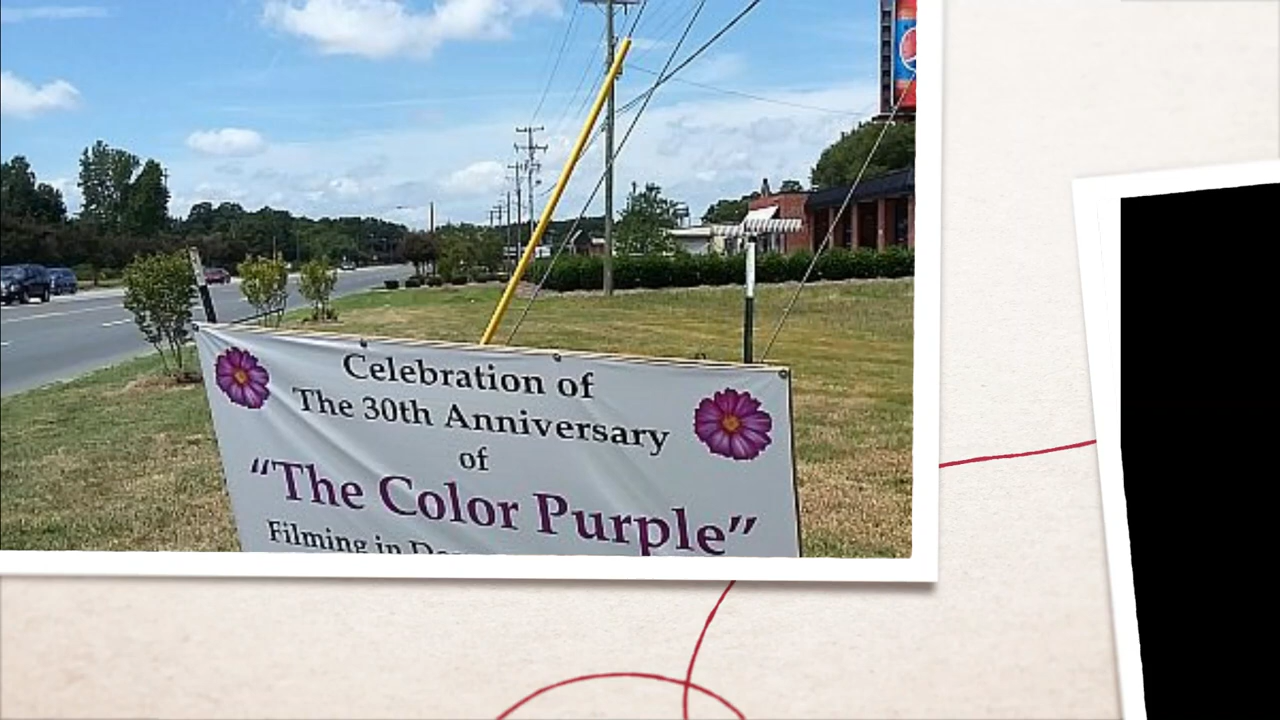 Celebration of
The 30th Anniversary
of
“The Color Purple”
Filming in